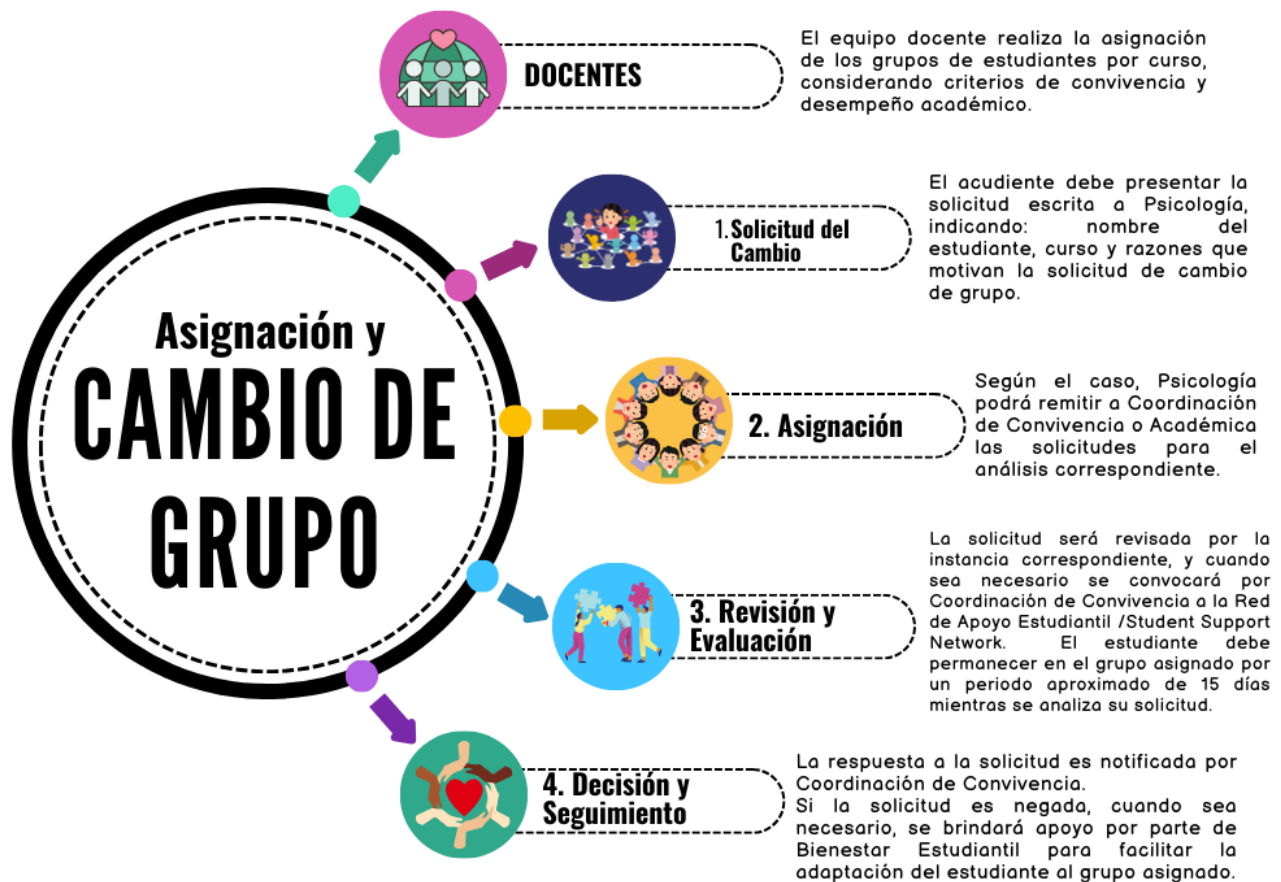 Asignación y
CAMBIO DE
GRUPO
DOCENTES
El equipo docente realiza la asignación
de los grupos de estudiantes por curso,
considerando criterios de convivencia y
desempeño académico.
1. Solicitud del
Cambio
El acudiente debe presentar la
solicitud escrita a Psicología,
indicando: nombre del
estudiante, curso y razones que
motivan la solicitud de cambio
de grupo.
2. Asignación
Según el caso, Psicología
podrá remitir a Coordinación
de Convivencia o Académica
las solicitudes para el
análisis correspondiente.
3. Revisión y
Evaluación
La solicitud será revisada por la
instancia correspondiente, y cuando
sea necesario se convocará por
Coordinación de Convivencia a la Red
de Apoyo Estudiantil /Student Support
Network. El estudiante debe
permanecer en el grupo asignado por
un periodo aproximado de 15 días
mientras se analiza su solicitud.
4. Decisión y
Seguimiento
La respuesta a la solicitud es notificada por
Coordinación de Convivencia.
Si la solicitud es negada, cuando sea
necesario, se brindará apoyo por parte de
Bienestar Estudiantil para facilitar la
adaptación del estudiante al grupo asignado.